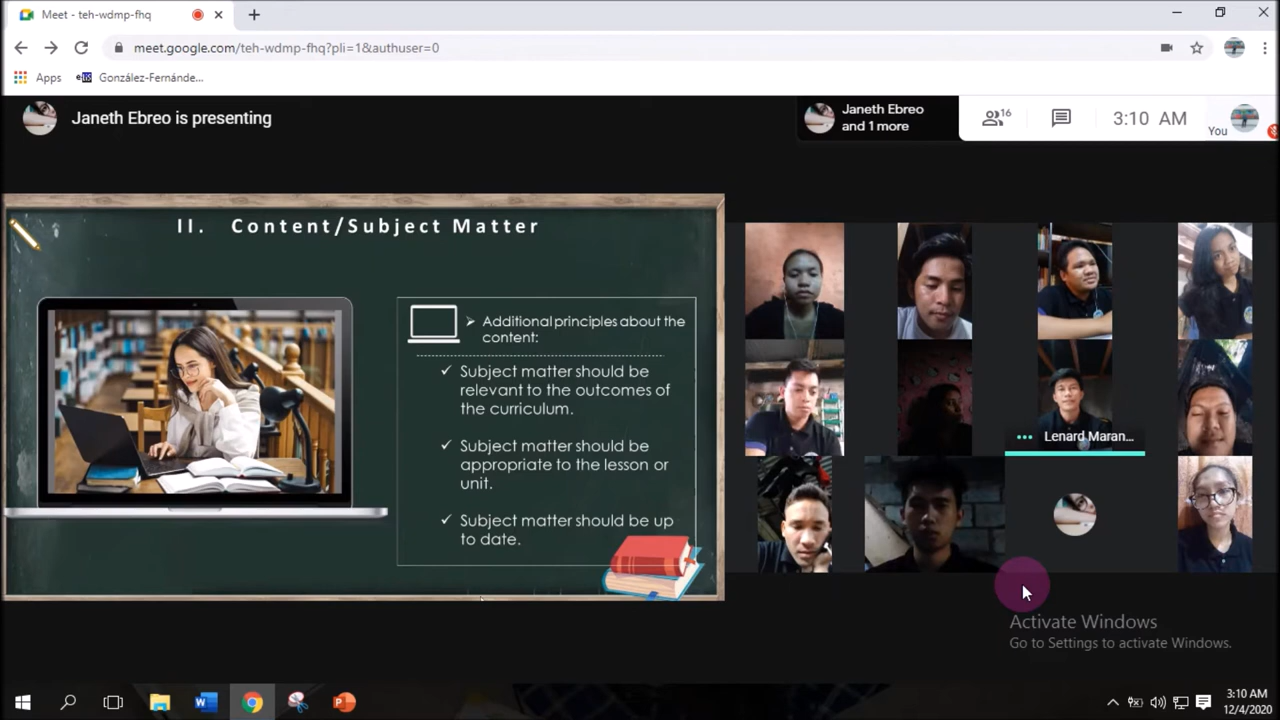 Meet - teh-wdmp-fhq
meet.google.com/teh-wdmp-fhq?pli=1&authuser=0
Apps
González-Fernánde...
Janeth Ebreo is presenting
Janeth Ebreo
and 1 more
16
3:10 AM
You
II. Content/Subject Matter
➢ Additional principles about the
content:
✓ Subject matter should be
relevant to the outcomes of
the curriculum.
✓ Subject matter should be
appropriate to the lesson or
unit.
✓ Subject matter should be up
to date.
Lenard Maran...
Activate Windows
Go to Settings to activate Windows.
3:10 AM
12/4/2020